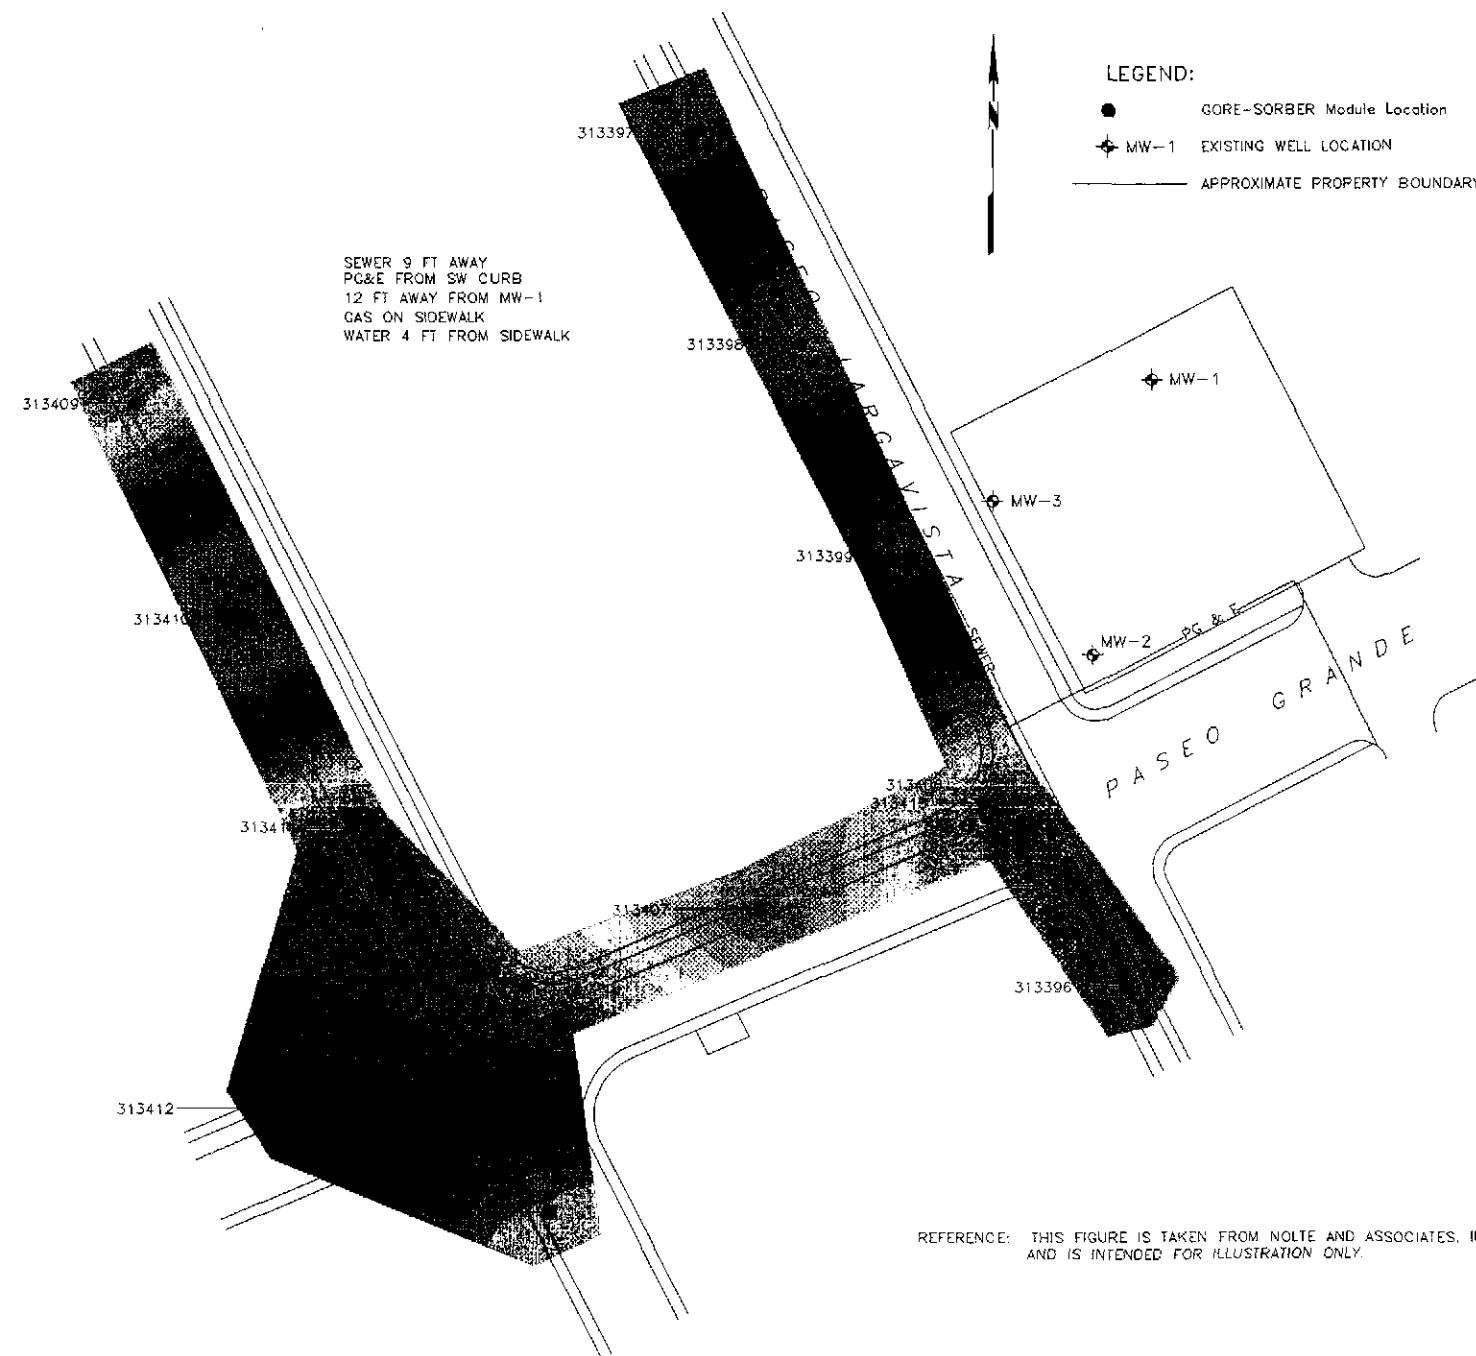 LEGEND:
GORE-SORBER Module Location
MW-1 EXISTING WELL LOCATION
APPROXIMATE PROPERTY BOUNDARY
N
313397
SEWER 9 FT AWAY
PG&E FROM SW CURB
12 FT AWAY FROM MW-1
GAS ON SIDEWALK
WATER 4 FT FROM SIDEWALK
313398
313409
MW-1
LARGAVISTA
MW-3
313399
313410
SEWER
MW-2
PG & E
PASEO GRANDE
313407
313396
313412
REFERENCE: THIS FIGURE IS TAKEN FROM NOLTE AND ASSOCIATES,
AND IS INTENDED FOR ILLUSTRATION ONLY.